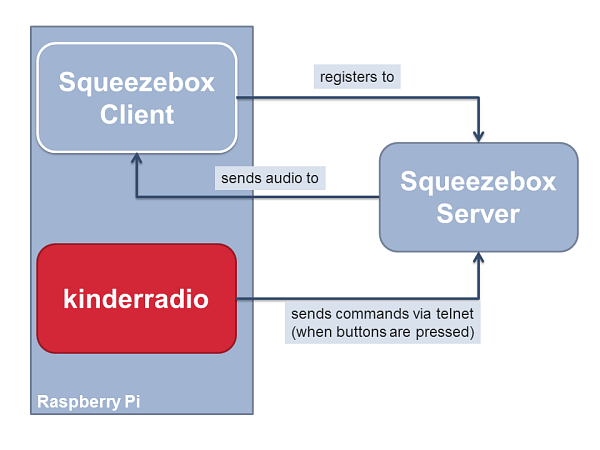 Squeezebox
Client
registers to
sends audio to
Squeezebox
Server
kinderradio
sends commands via telnet
(when buttons are pressed)
Raspberry Pi